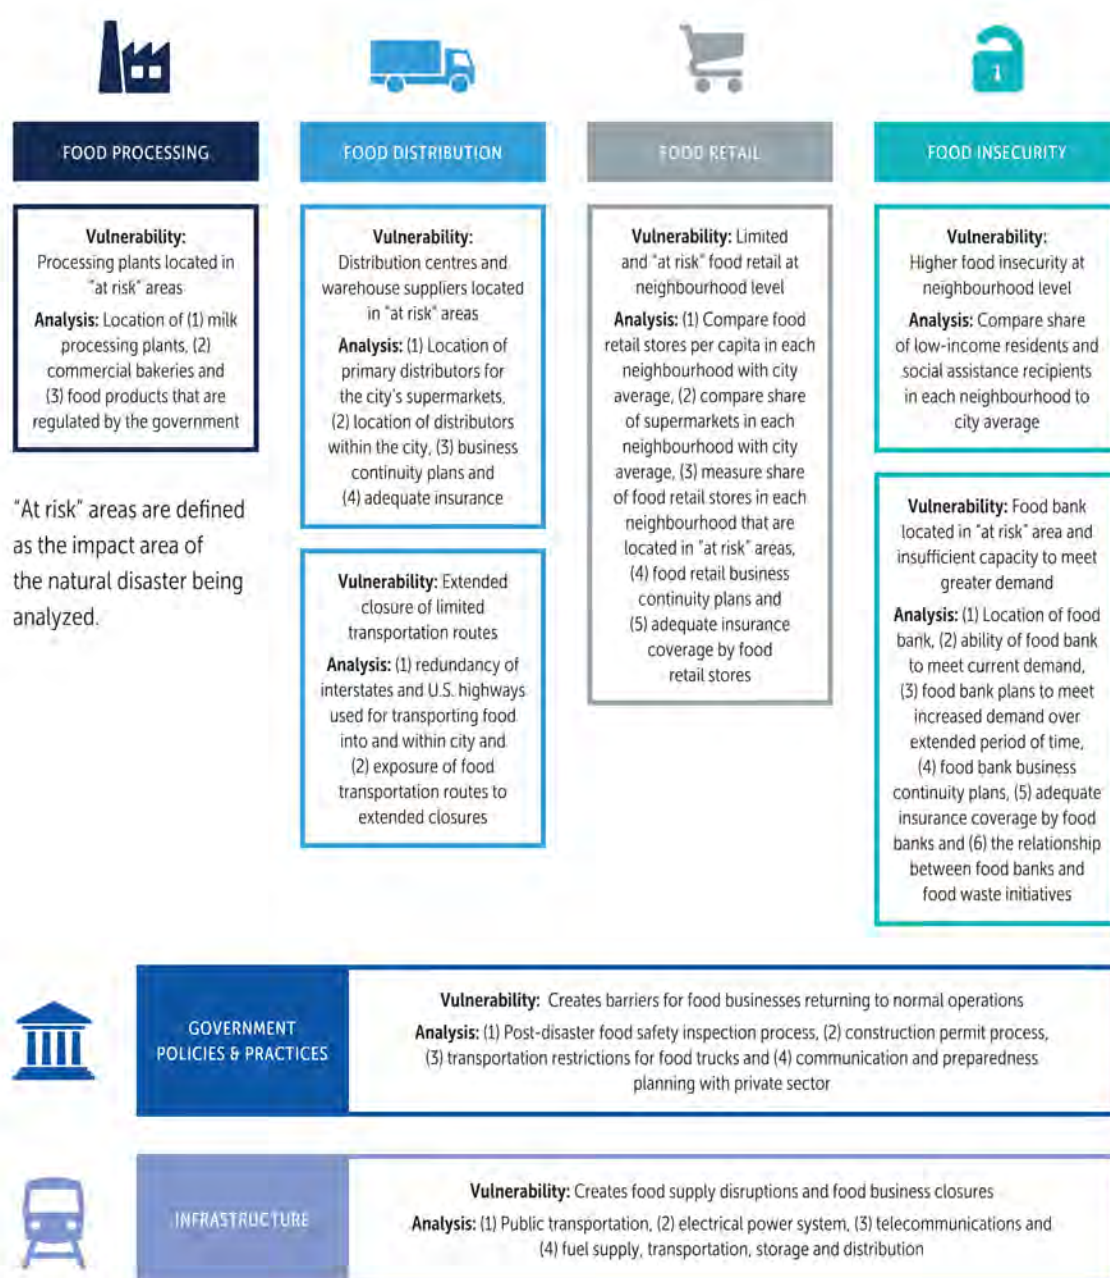 1
FOOD PROCESSING
Vulnerability:
Processing plants located in
"at risk" areas
Analysis: Location of (1) milk
processing plants, (2)
commercial bakeries and
(3) food products that are
regulated by the government
"At risk" areas are defined
as the impact area of
the natural disaster being
analyzed.
FOOD DISTRIBUTION
Vulnerability:
Distribution centres and
warehouse suppliers located
in "at risk" areas
Analysis: (1) Location of
primary distributors for
the city's supermarkets,
(2) location of distributors
within the city, (3) business
continuity plans and
(4) adequate insurance
Vulnerability: Extended
closure of limited
transportation routes
Analysis: (1) redundancy of
interstates and U.S. highways
used for transporting food
into and within city and
(2) exposure of food
transportation routes to
extended closures
FOOD RETAIL
Vulnerability: Limited
and "at risk" food retail at
neighbourhood level
Analysis: (1) Compare food
retail stores per capita in each
neighbourhood with city
average, (2) compare share
of supermarkets in each
neighbourhood with city
average, (3) measure share
of food retail stores in each
neighbourhood that are
located in "at risk" areas,
(4) food retail business
continuity plans and
(5) adequate insurance
coverage by food
retail stores
FOOD INSECURITY
Vulnerability:
Higher food insecurity at
neighbourhood level
Analysis: Compare share
of low-income residents and
social assistance recipients
in each neighbourhood to
city average
Vulnerability: Food bank
located in "at risk" area and
insufficient capacity to meet
greater demand
Analysis: (1) Location of food
bank, (2) ability of food bank
to meet current demand,
(3) food bank plans to meet
increased demand over
extended period of time,
(4) food bank business
continuity plans, (5) adequate
insurance coverage by food
banks and (6) the relationship
between food banks and
food waste initiatives
GOVERNMENT
POLICIES & PRACTICES
Vulnerability: Creates barriers for food businesses returning to normal operations
Analysis: (1) Post-disaster food safety inspection process, (2) construction permit process,
(3) transportation restrictions for food trucks and (4) communication and preparedness
planning with private sector
INFRASTRUCTURE
Vulnerability: Creates food supply disruptions and food business closures
Analysis: (1) Public transportation, (2) electrical power system, (3) telecommunications and
(4) fuel supply, transportation, storage and distribution